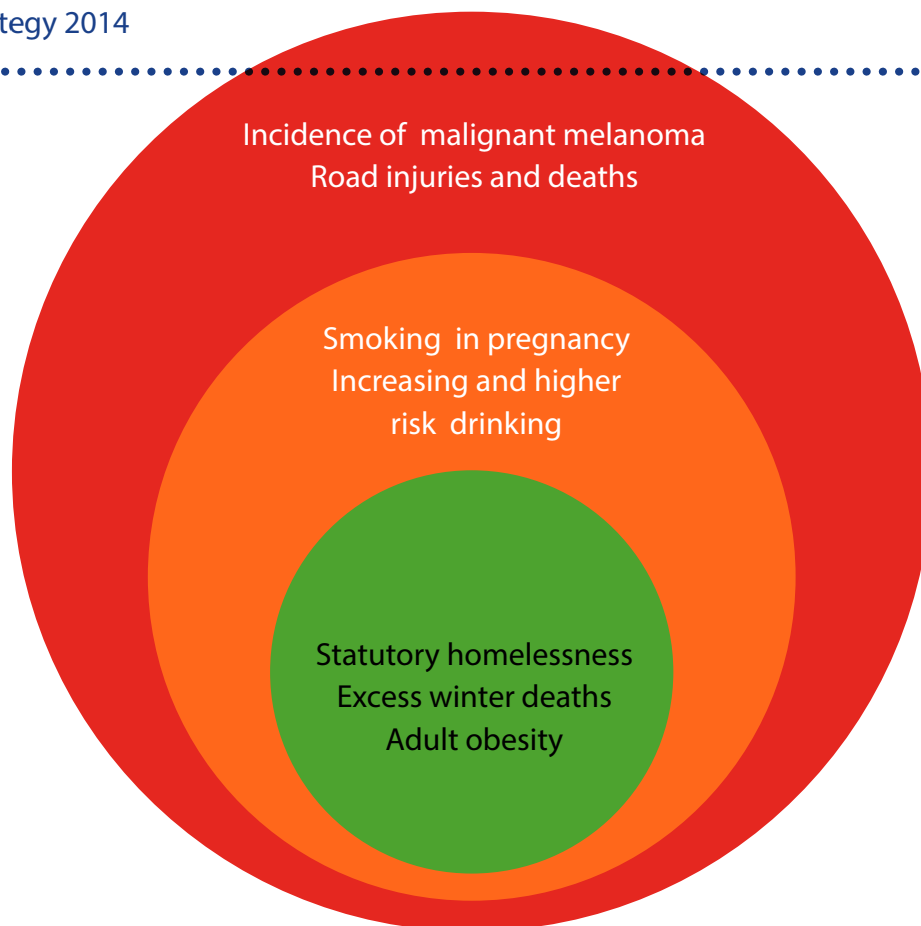 tegy 2014
Incidence of malignant melanoma
Road injuries and deaths
Smoking in pregnancy
Increasing and higher
risk drinking
Statutory homelessness
Excess winter deaths
Adult obesity